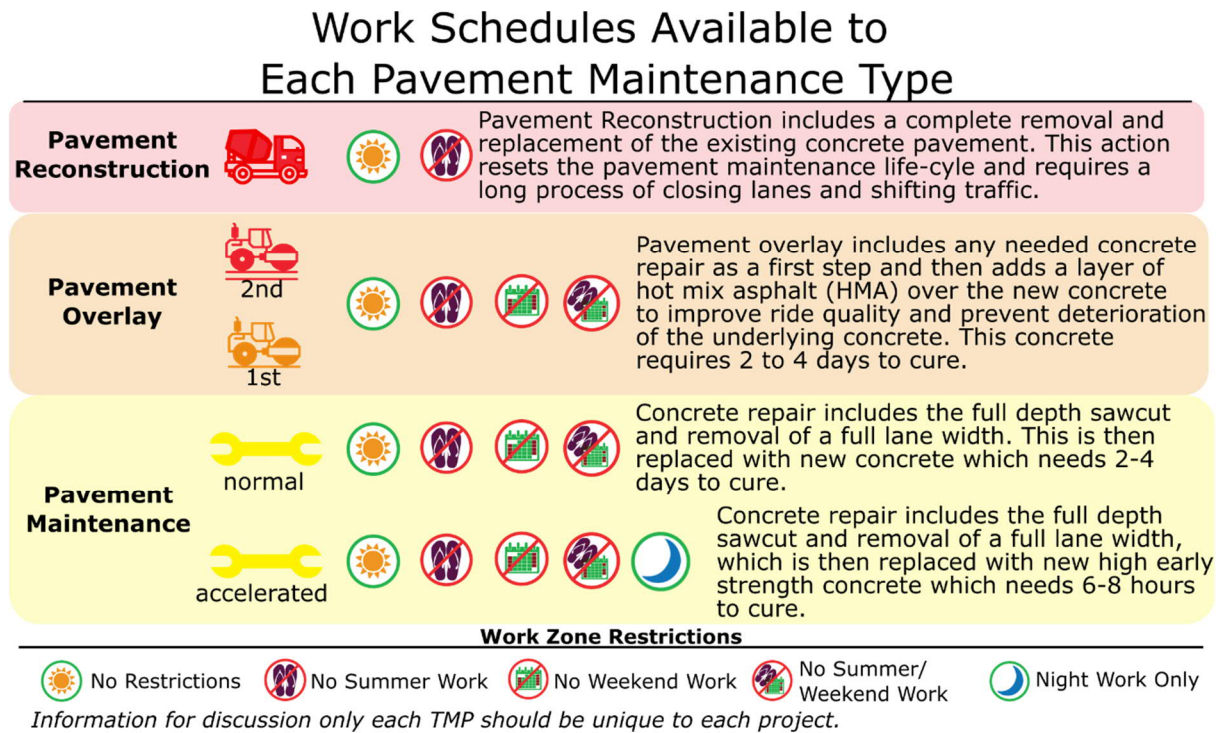 Work Schedules Available to
Each Pavement Maintenance Type
Pavement
Reconstruction
Pavement Reconstruction includes a complete removal and
replacement of the existing concrete pavement. This action
resets the pavement maintenance life-cyle and requires a
long process of closing lanes and shifting traffic.
Pavement
Overlay
2nd
1st
Pavement overlay includes any needed concrete
repair as a first step and then adds a layer of
hot mix asphalt (HMA) over the new concrete
to improve ride quality and prevent deterioration
of the underlying concrete. This concrete
requires 2 to 4 days to cure.
Pavement
Maintenance
normal
Concrete repair includes the full depth sawcut
and removal of a full lane width. This is then
replaced with new concrete which needs 2-4
days to cure.
accelerated
Concrete repair includes the full depth
sawcut and removal of a full lane width,
which is then replaced with new high early
strength concrete which needs 6-8 hours
to cure.
Work Zone Restrictions
No Restrictions
No Summer Work
No Weekend Work
No Summer/
Weekend Work
Night Work Only
Information for discussion only each TMP should be unique to each project.